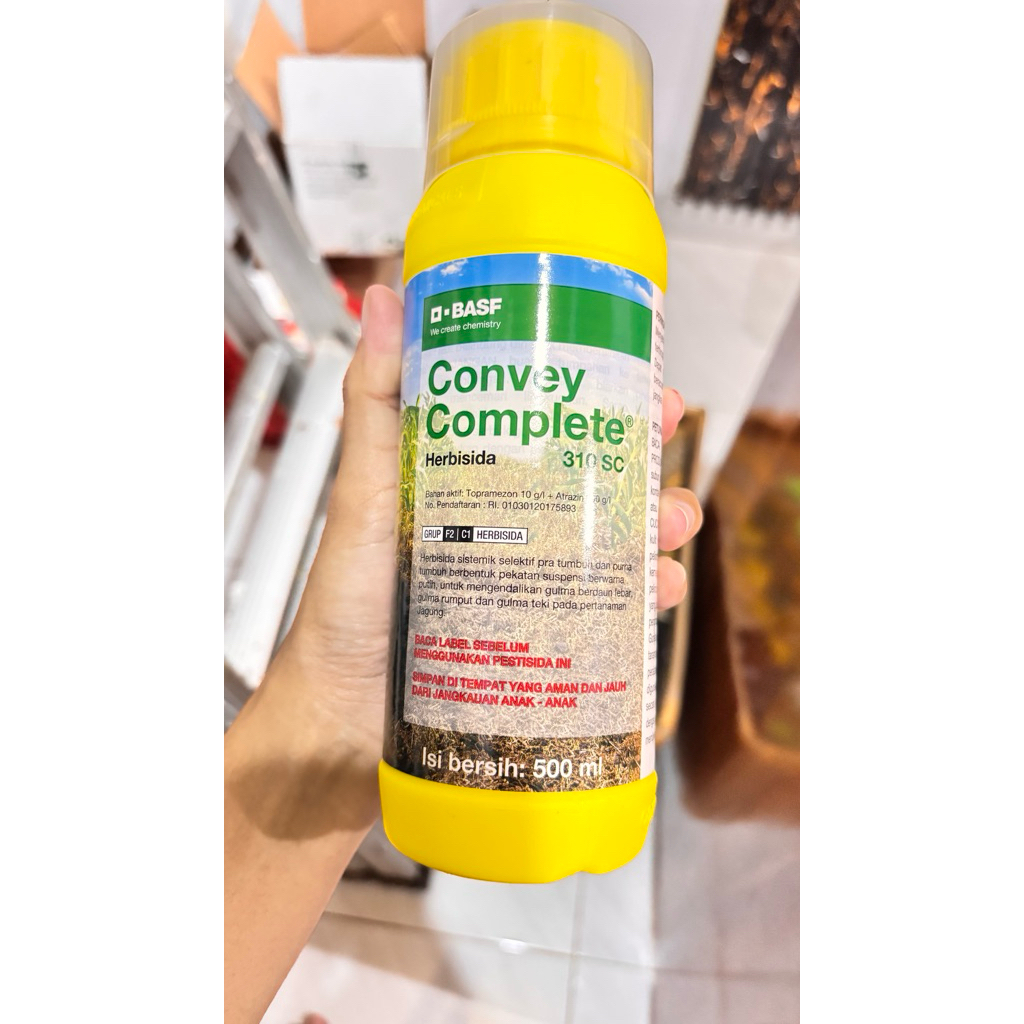 BASF
We create chemistry
Convey
Complete®
Herbisida 310 SC
Bahan aktif: Topramezon 10 g/l + Atrazin g/l
No. Pendaftaran : RI. 01030120175893
GRUP F2 C1 HERBISIDA
Herbisida sistemik selektif pra tumbuh dan purna
tumbuh berbentuk pekatan suspensi berwarna
putih, untuk mengendalikan gulma berdaun lebar,
gulma rumput dan gulma teki pada pertanaman
Jagung.
BACA LABEL SEBELUM
MENGGUNAKAN PESTISIDA INI
SIMPAN DI TEMPAT YANG AMAN DAN JAUH
DARI JANGKAUAN ANAK - ANAK
Isi bersih: 500 ml